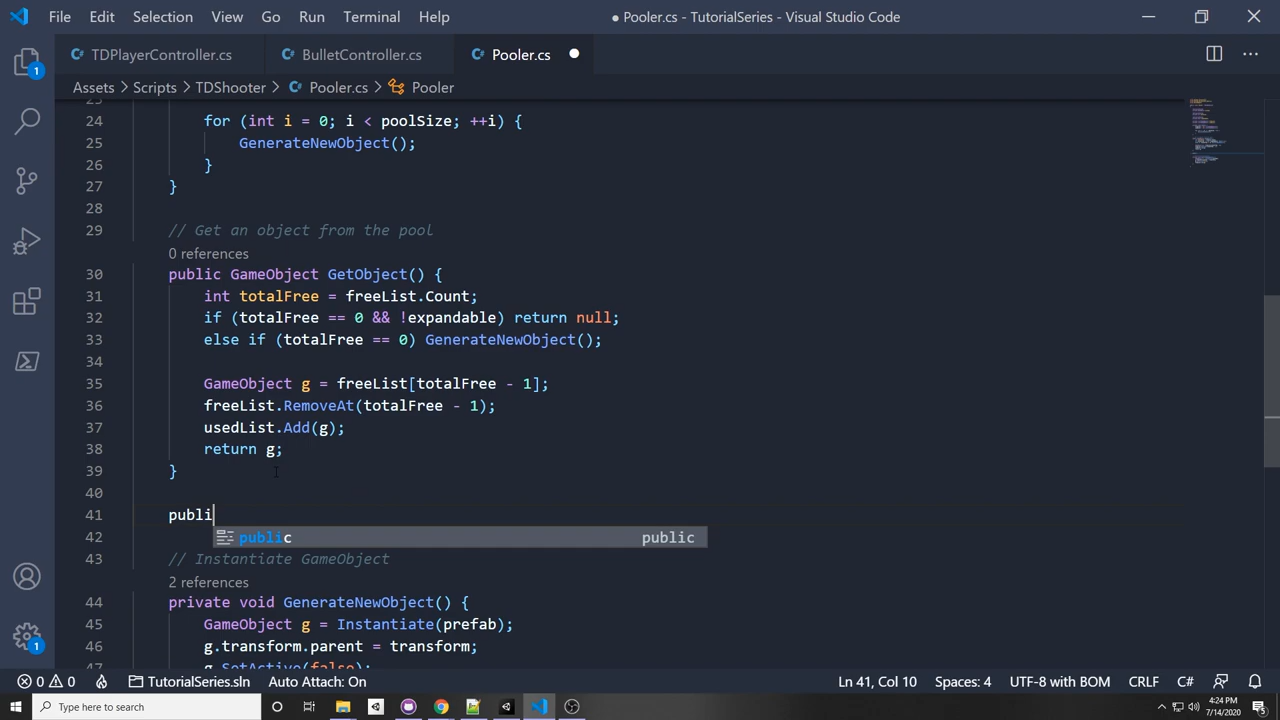 File Edit Selection View Go Run Terminal Help
● Pooler.cs - TutorialSeries - Visual Studio Code
TDPlayerController.cs BulletController.cs Pooler.cs
Assets > Scripts > TDShooter > Pooler.cs > Pooler
24 for (int i = 0; i < poolSize; ++i) {
25 GenerateNewObject();
26 }
27 }
28
29 // Get an object from the pool
0 references
30 public GameObject GetObject() {
31 int totalFree = freeList.Count;
32 if (totalFree == 0 && !expandable) return null;
33 else if (totalFree == 0) GenerateNewObject();
34
35 GameObject g = freeList[totalFree - 1];
36 freeList.RemoveAt(totalFree - 1);
37 usedList.Add(g);
38 return g;
39 }
40
41 publi
public public
42
43 // Instantiate GameObject
2 references
44 private void GenerateNewObject() {
45 GameObject g = Instantiate(prefab);
46 g.transform.parent = transform;
47 g.SetActive(false);
1
1
0 0 TutorialSeries.sln Auto Attach: On Ln 41, Col 10 Spaces: 4 UTF-8 with BOM CRLF C#
Type here to search
4:24 PM
7/14/2020